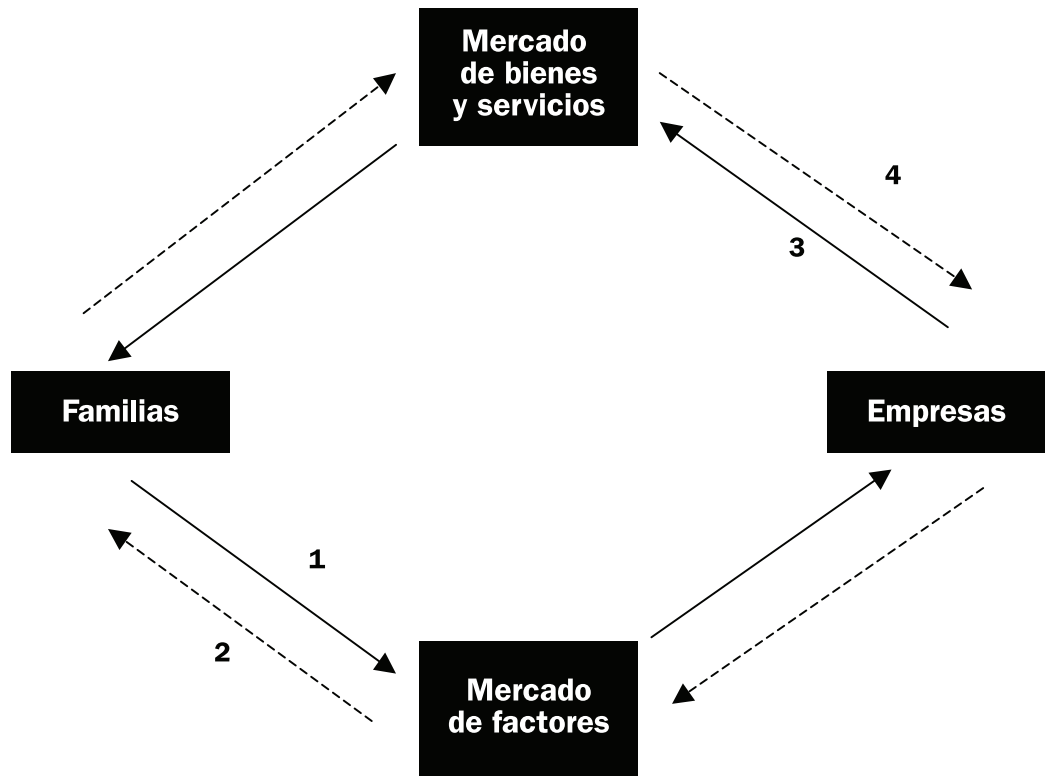 Mercado
de bienes
y servicios
4
3
Familias
Empresas
1
2
Mercado
de factores